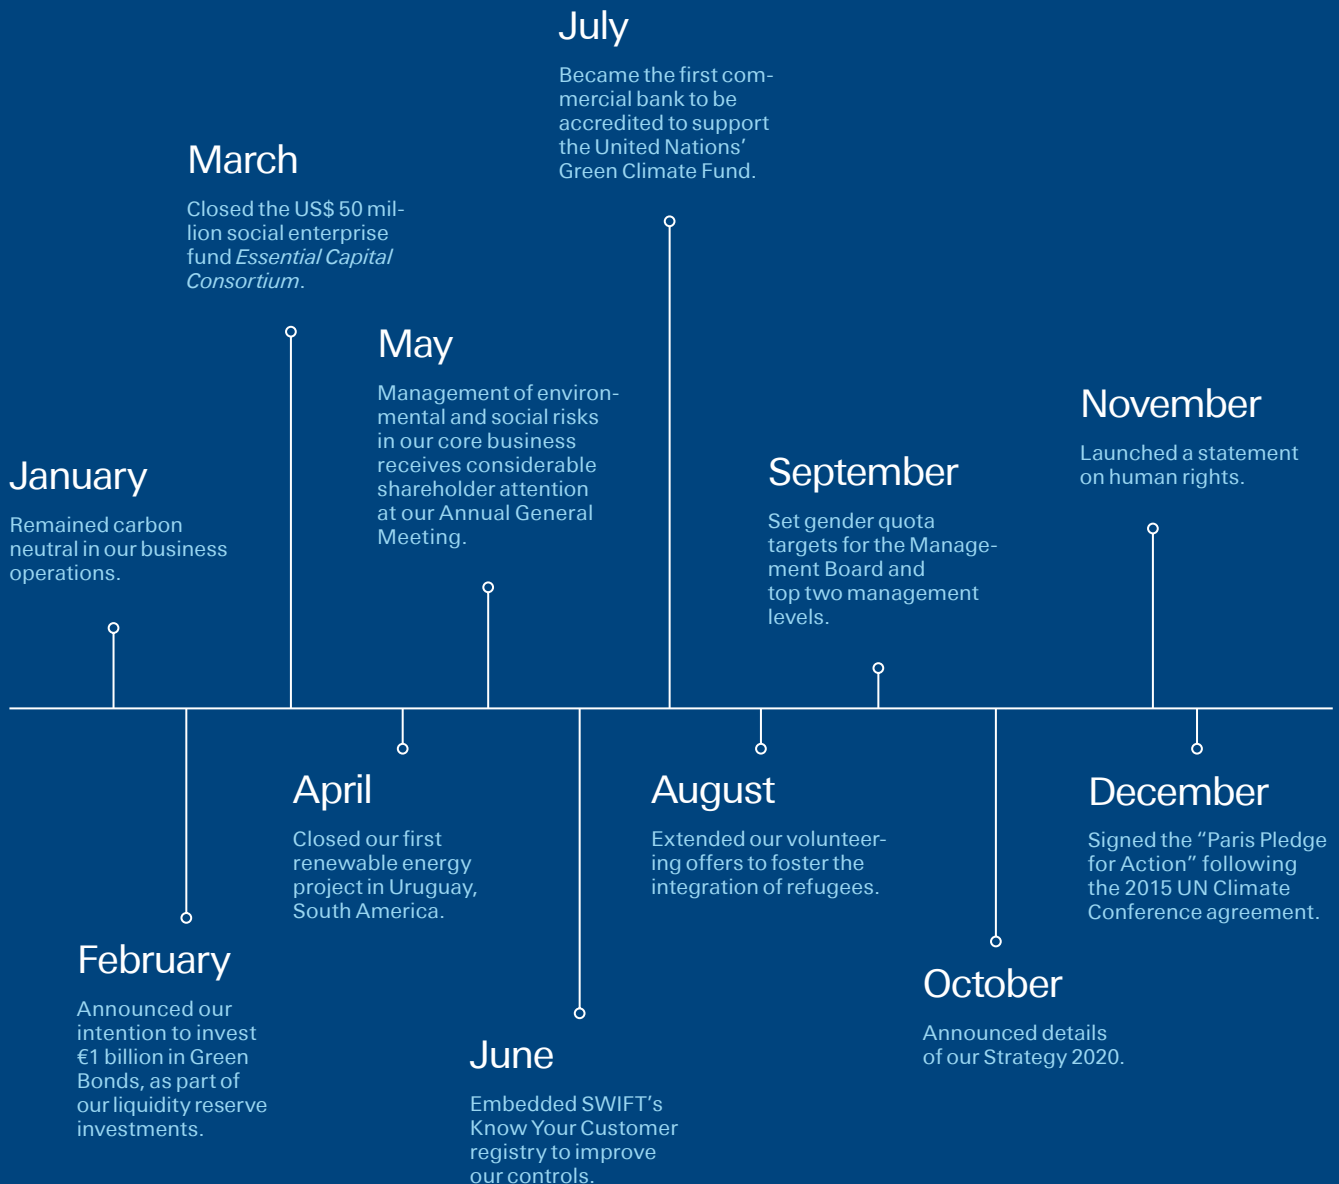 January
Remained carbon
neutral in our business
operations.
February
Announced our
intention to invest
€1 billion in Green
Bonds, as part of
our liquidity reserve
investments.
March
Closed the US$ 50 mil-
lion social enterprise
fund Essential Capital
Consortium.
April
Closed our first
renewable energy
project in Uruguay,
South America.
May
Management of environ-
mental and social risks
in our core business
receives considerable
shareholder attention
at our Annual General
Meeting.
June
Embedded SWIFT’s
Know Your Customer
registry to improve
our controls.
July
Became the first com-
mercial bank to be
accredited to support
the United Nations’
Green Climate Fund.
August
Extended our volunteer-
ing offers to foster the
integration of refugees.
September
Set gender quota
targets for the Manage-
ment Board and
top two management
levels.
October
Announced details
of our Strategy 2020.
November
Launched a statement
on human rights.
December
Signed the “Paris Pledge
for Action” following
the 2015 UN Climate
Conference agreement.